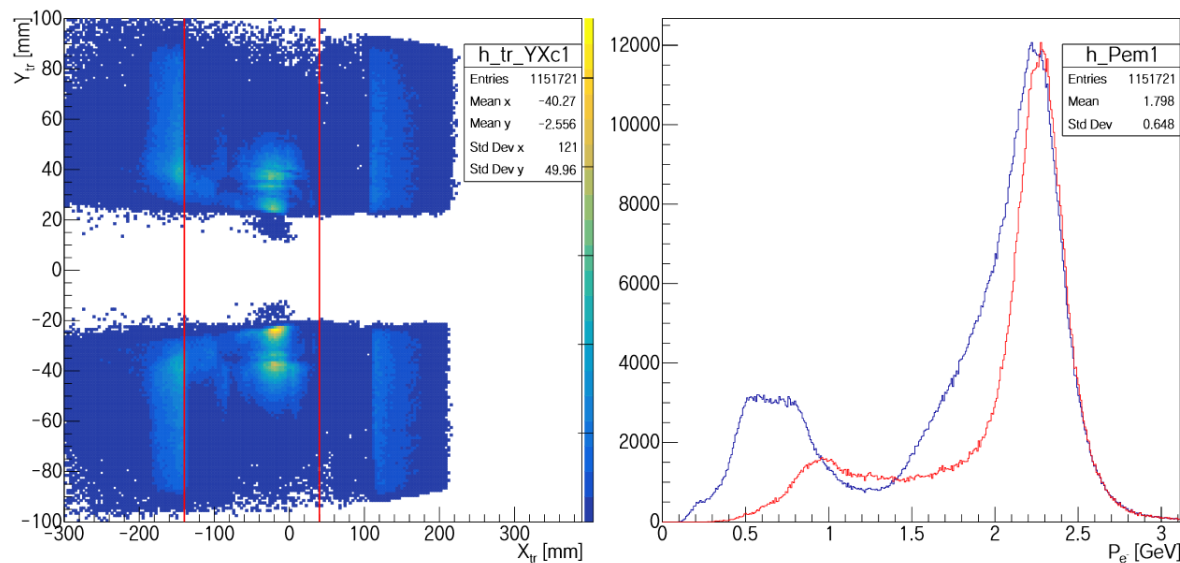 h_tr_YXc1
Entries 1151721
Mean x -40.27
Mean y -2.556
Std Dev x 121
Std Dev y 49.96
Y_tr [mm]
100
80
60
40
20
0
-20
-40
-60
-80
-100
-300 -200 -100 0 100 200 300
X_tr [mm]
h_Pem1
Entries 1151721
Mean 1.798
Std Dev 0.648
12000
10000
8000
6000
4000
2000
0
0 0.5 1 1.5 2 2.5 3
P_e- [GeV]